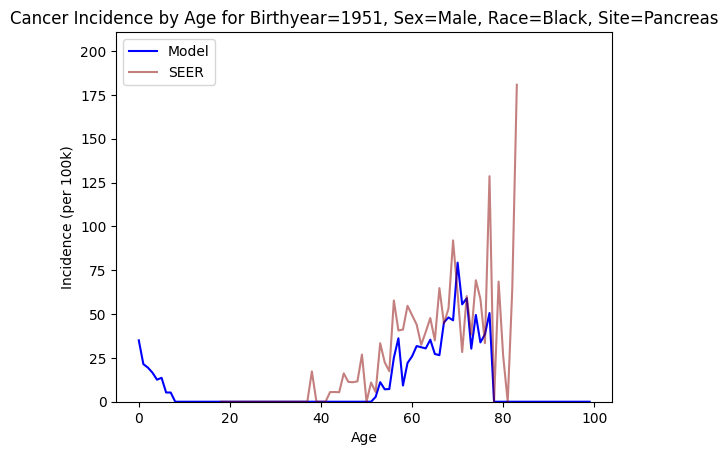 Cancer Incidence by Age for Birthyear=1951, Sex=Male, Race=Black, Site=Pancreas
Model
SEER
Incidence (per 100k)
200
175
150
125
100
75
50
25
0
0 20 40 60 80 100
Age